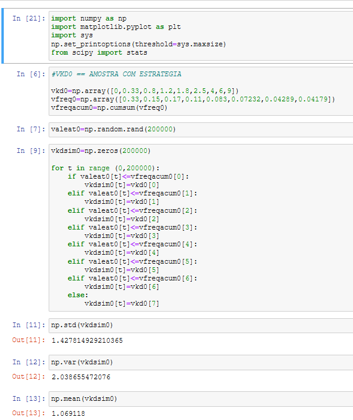 In [21]: import numpy as np
import matplotlib.pyplot as plt
import sys
np.set_printoptions(threshold=sys.maxsize)
from scipy import stats
In [6]: #VKD0 == AMOSTRA COM ESTRATEGIA
vkd0=np.array([0,0.33,0.8,1.2,1.8,2.5,4,6,9])
vfreq0=np.array([0.33,0.15,0.17,0.11,0.083,0.07232,0.04289,0.04179])
vfreqacum0=np.cumsum(vfreq0)
In [7]: valeat0=np.random.rand(200000)
In [9]: vkdsim0=np.zeros(200000)
for t in range (0,200000):
if valeat0[t]<=vfreqacum0[0]:
vkdsim0[t]=vkd0[0]
elif valeat0[t]<=vfreqacum0[1]:
vkdsim0[t]=vkd0[1]
elif valeat0[t]<=vfreqacum0[2]:
vkdsim0[t]=vkd0[2]
elif valeat0[t]<=vfreqacum0[3]:
vkdsim0[t]=vkd0[3]
elif valeat0[t]<=vfreqacum0[4]:
vkdsim0[t]=vkd0[4]
elif valeat0[t]<=vfreqacum0[5]:
vkdsim0[t]=vkd0[5]
elif valeat0[t]<=vfreqacum0[6]:
vkdsim0[t]=vkd0[6]
else:
vkdsim0[t]=vkd0[7]
In [11]: np.std(vkdsim0)
Out[11]: 1.427814929210365
In [12]: np.var(vkdsim0)
Out[12]: 2.038655472076
In [13]: np.mean(vkdsim0)
Out[13]: 1.069118